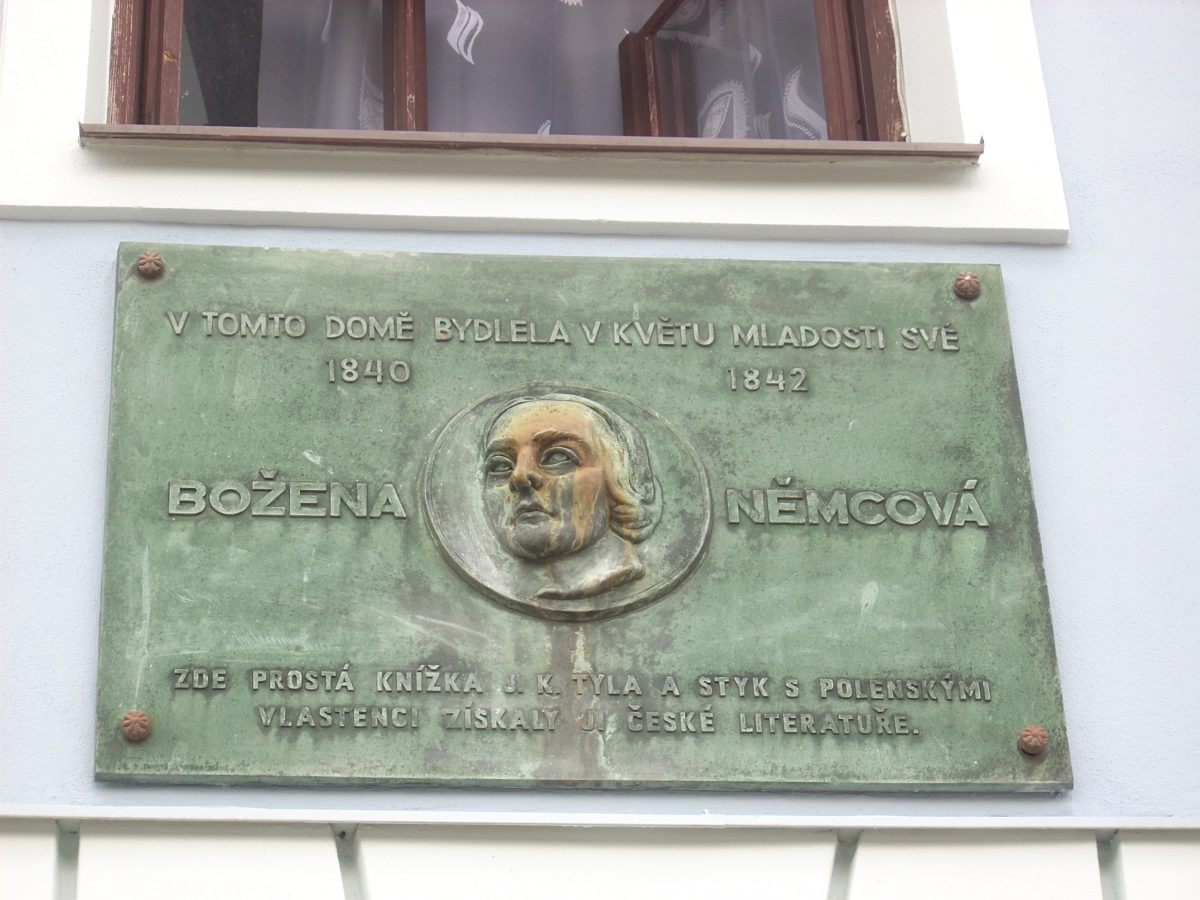 V TOMTO DOMĚ BYDLELA V KVĚTU MLADOSTI SVÉ
1840 1842
BOŽENA NĚMCOVÁ
ZDE PROSTÁ KNÍŽKA J. K. TYLA A STYK S POLENSKÝMI
VLASTENCI ZÍSKALY JI ČESKÉ LITERATUŘE.